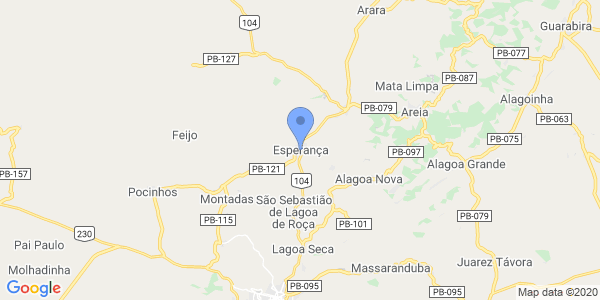 Arara
104
Guarabira
PB-077
PB-127
PB-087
Mata Limpa
Alagoinha
PB-079
Areia
PB-063
Feijo
PB-075
Esperança
PB-097
Alagoa Grande
PB-121
PB-157
104
Alagoa Nova
Pocinhos
Montadas
São Sebastião
de Lagoa
de Roça
PB-115
PB-079
PB-101
230
Pai Paulo
Lagoa Seca
Juarez Távora
Molhadinha
Massaranduba
Google
PB-095
PB-095
Map data ©2020